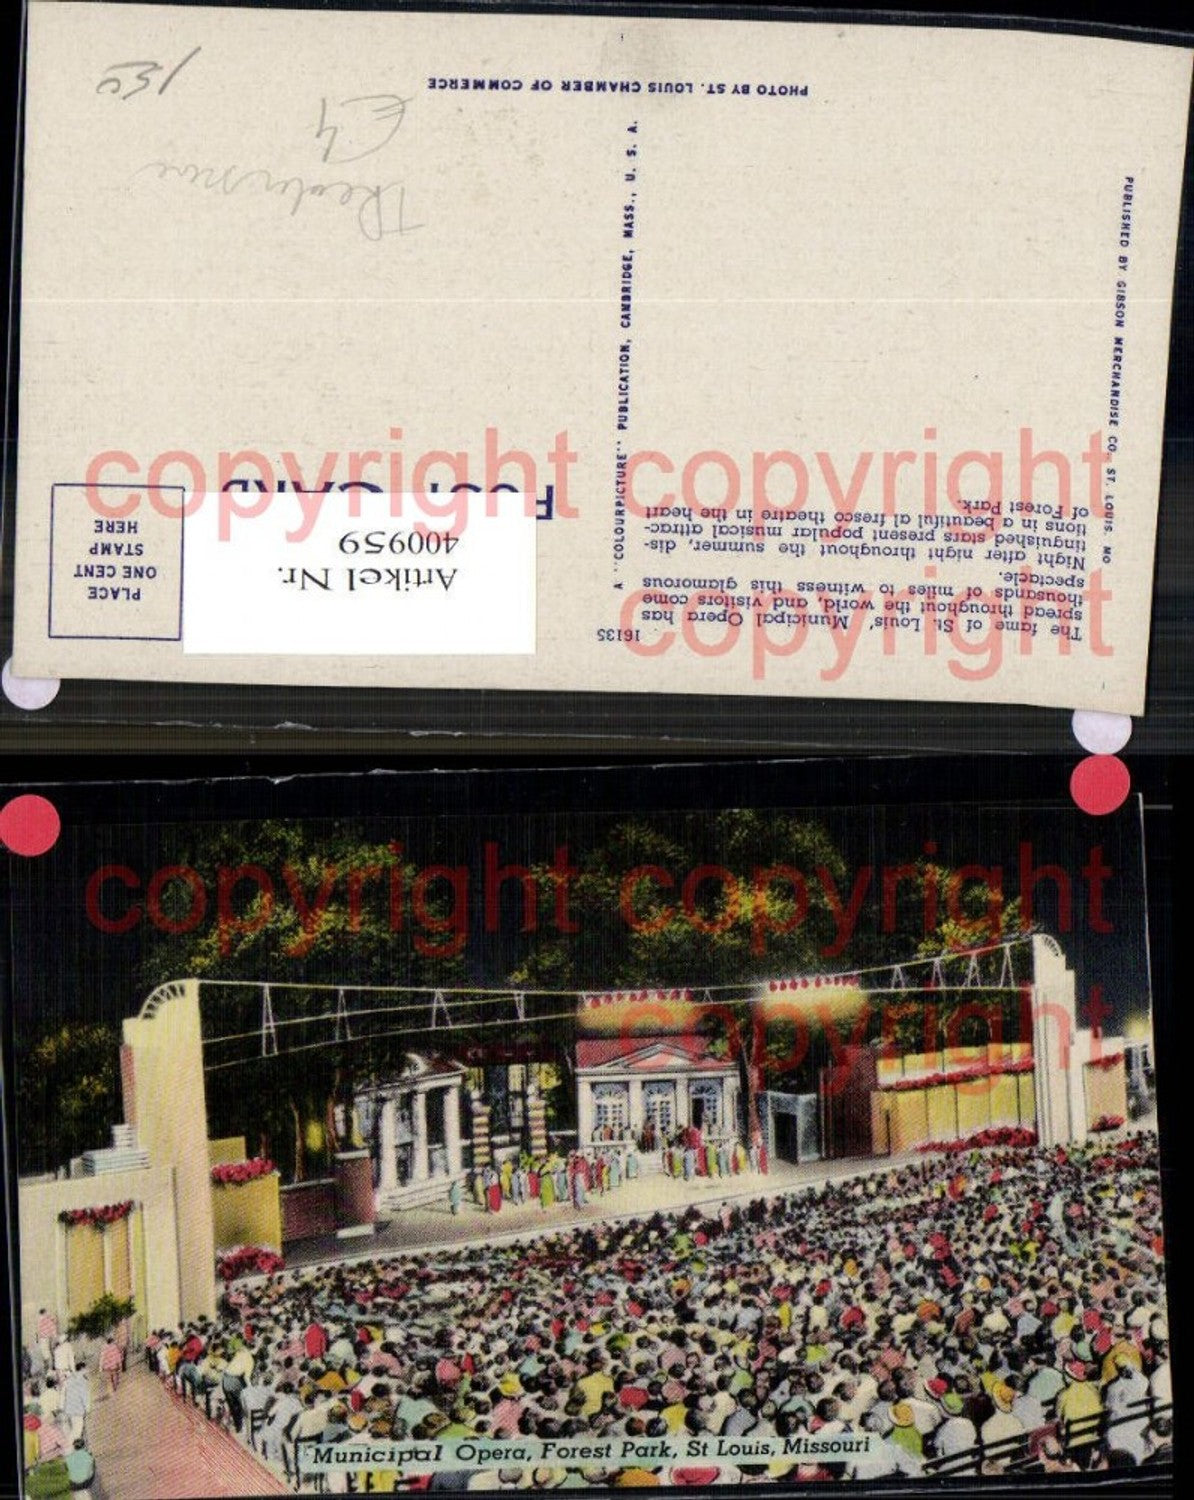 16135
The fame of St. Louis' Municipal Opera has
spread throughout the world, and visitors come
thousands of miles to witness this glamorous
spectacle.
Night after night throughout the summer, dis-
tinguished stars present popular musical attrac-
tions in a beautiful al fresco theatre in the heart
of Forest Park.
PUBLISHED BY GIBSON MERCHANDISE CO. ST. LOUIS, MO
A "COLOURPICTURE" PUBLICATION, CAMBRIDGE, MASS., U. S. A.
PHOTO BY ST. LOUIS CHAMBER OF COMMERCE
POST CARD
PLACE
ONE CENT
STAMP
HERE
Artikel Nr.
400959
150
copyright copyright
copyright
copyright copyright
copyright
Municipal Opera, Forest Park, St Louis, Missouri